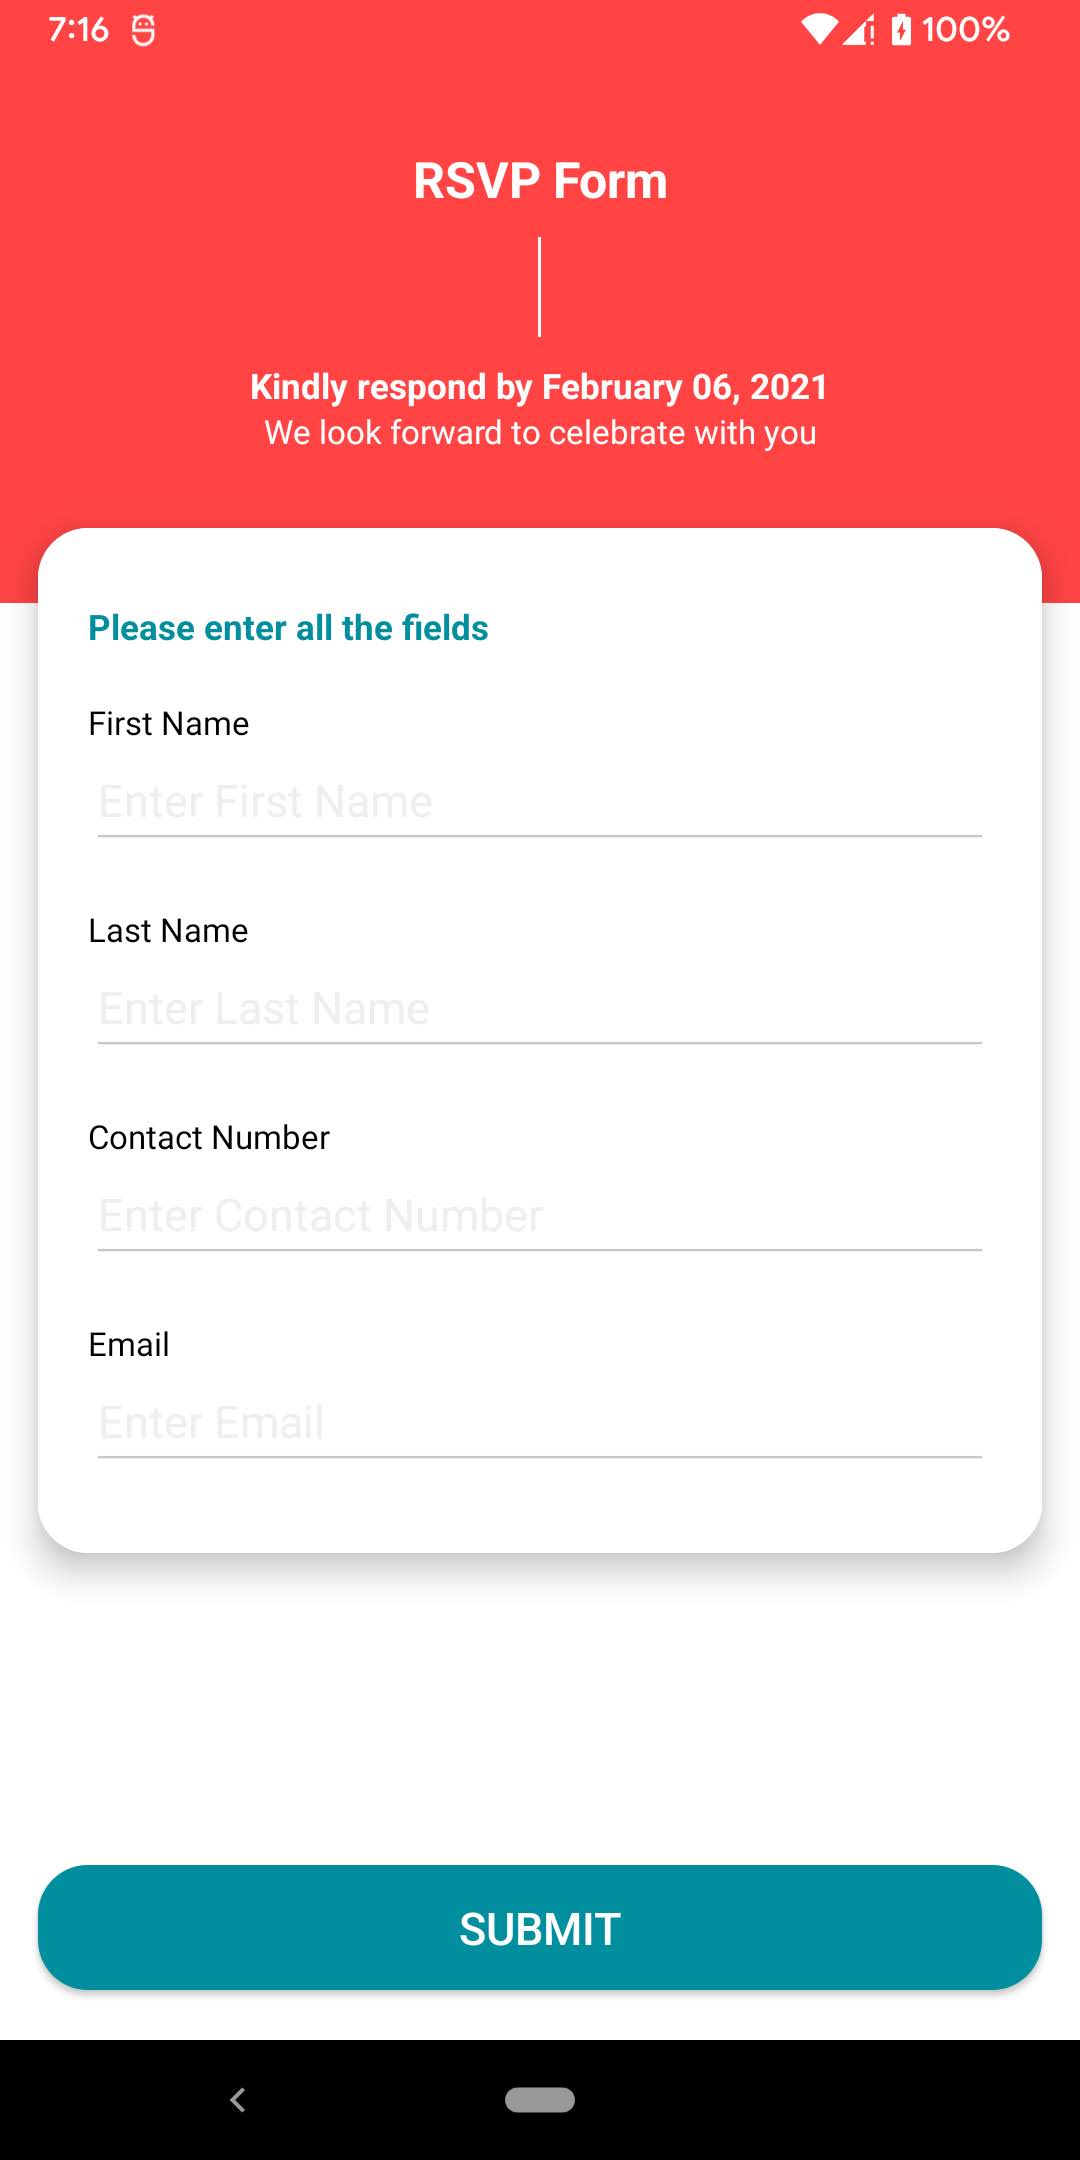 7:16 100%
RSVP Form
Kindly respond by February 06, 2021
We look forward to celebrate with you
Please enter all the fields
First Name
Enter First Name
Last Name
Enter Last Name
Contact Number
Enter Contact Number
Email
Enter Email
SUBMIT